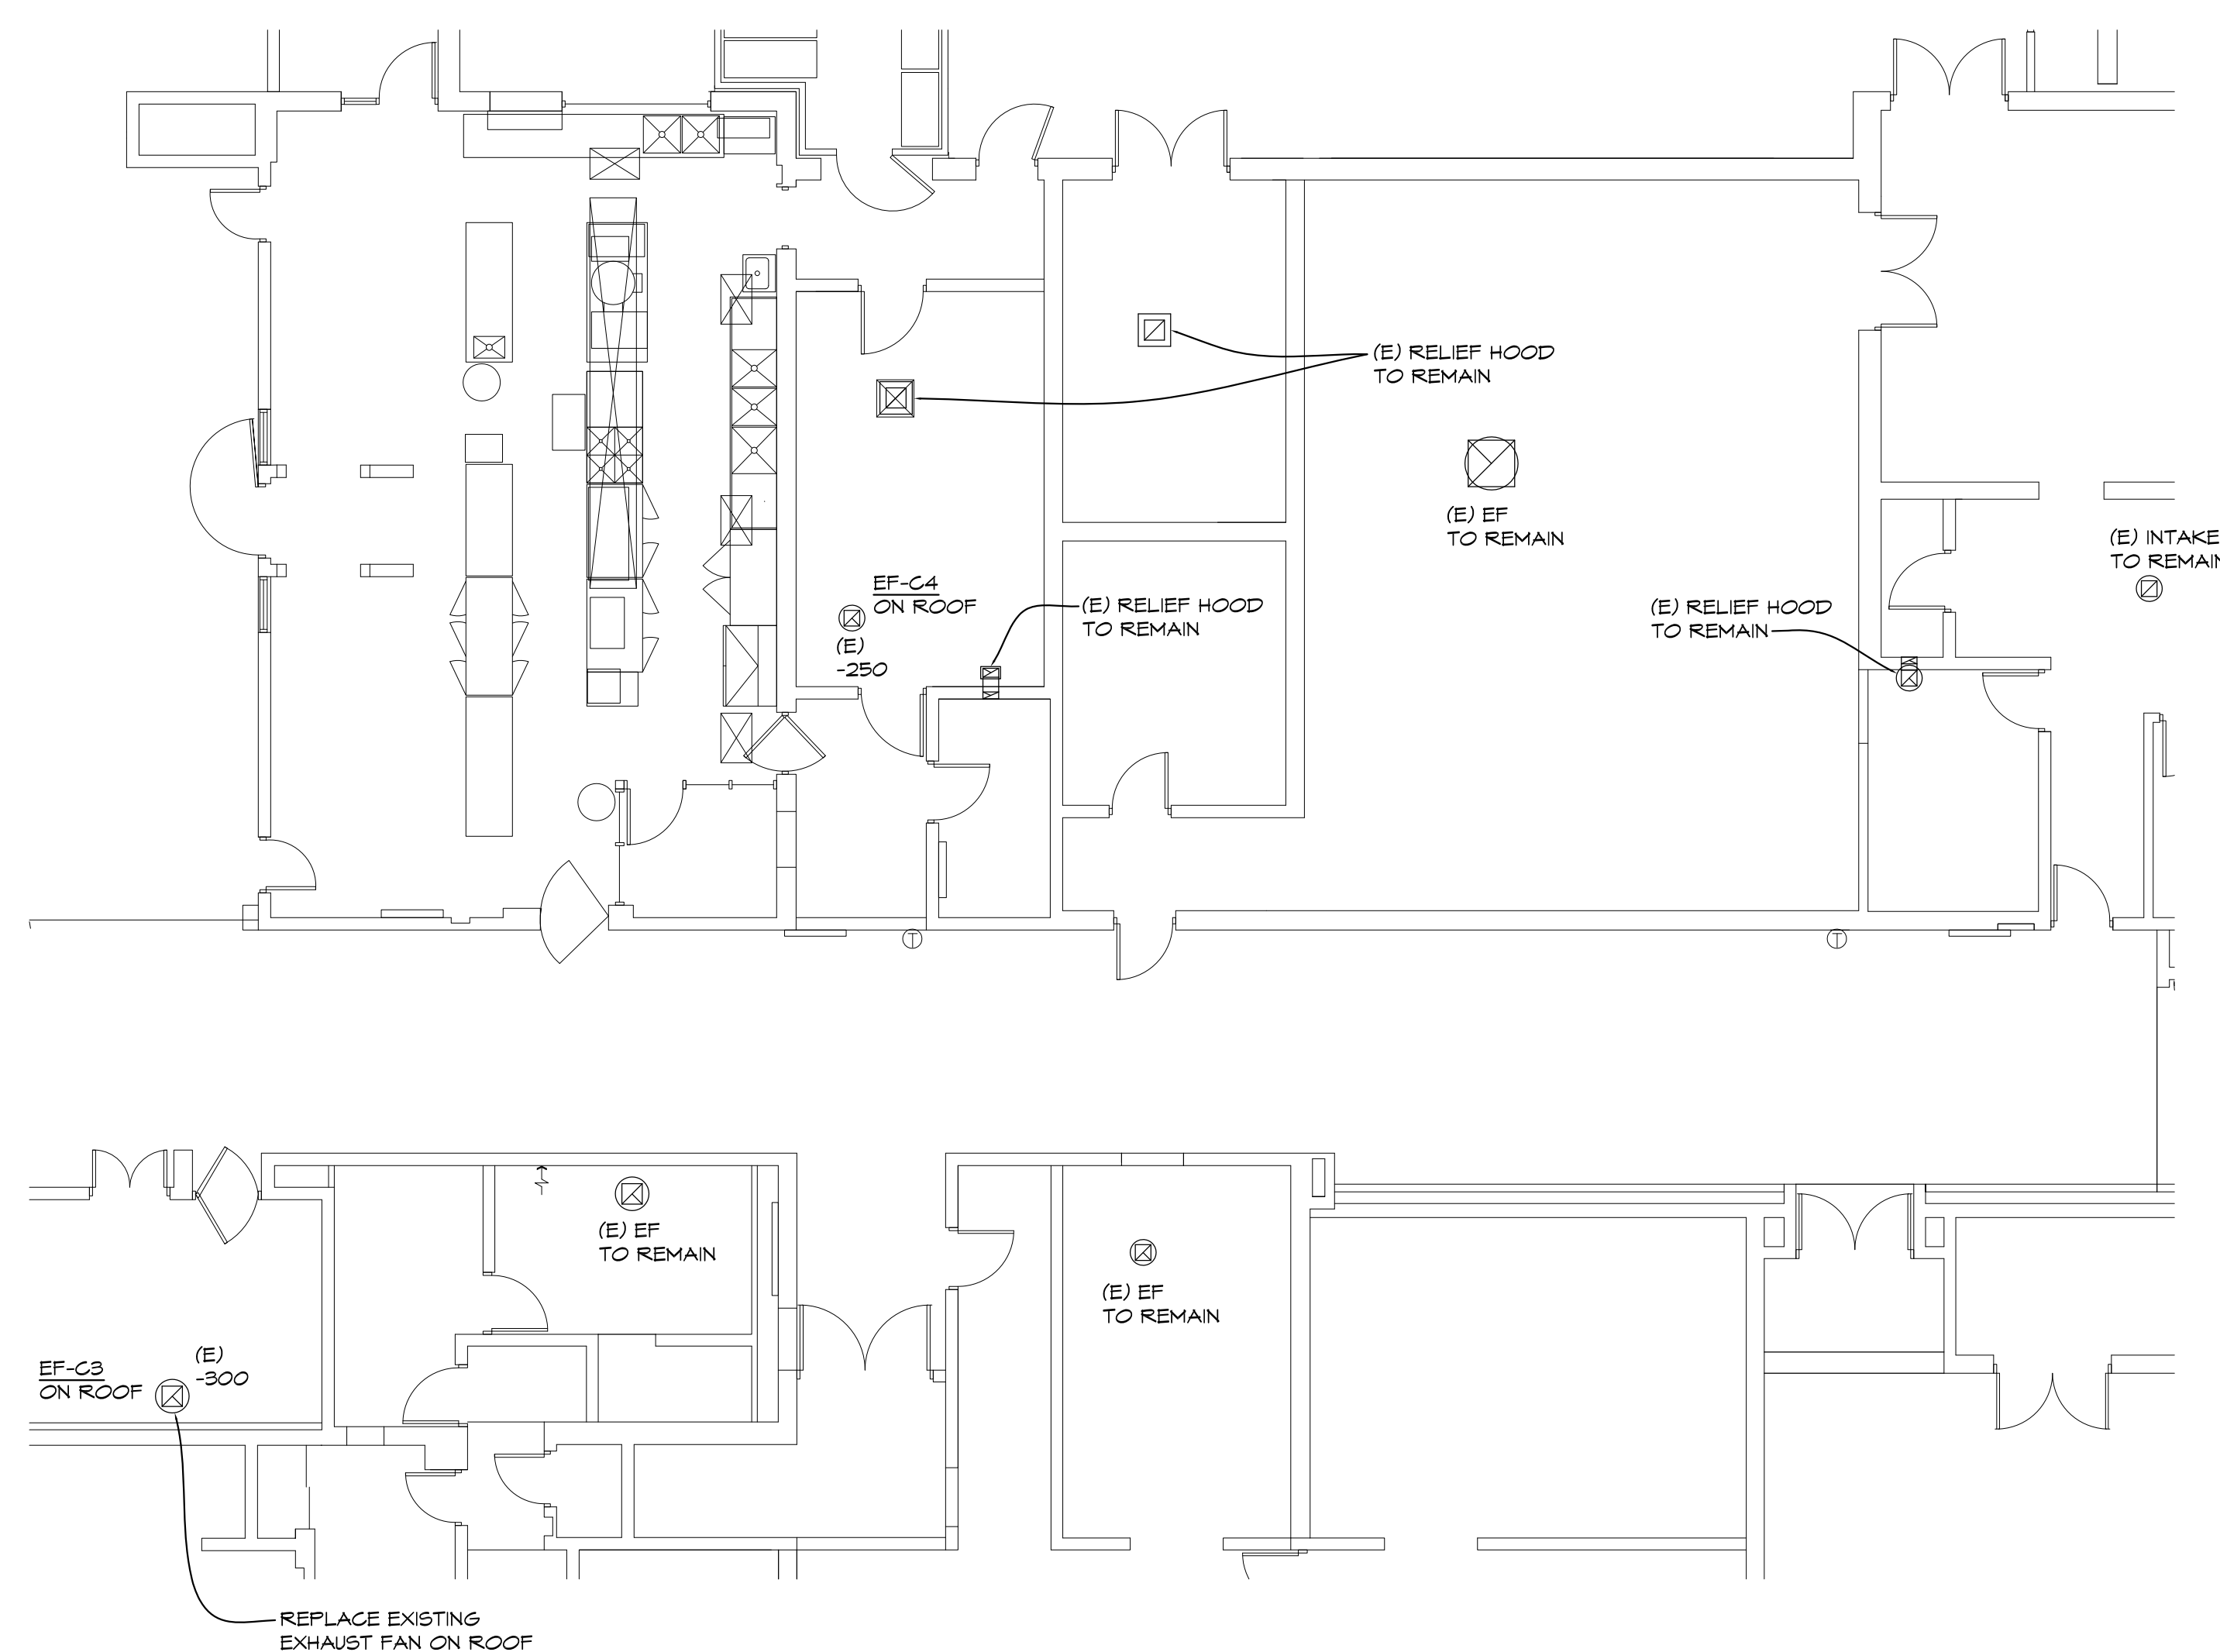 (E) RELIEF HOOD
TO REMAIN
(E) EF
TO REMAIN
(E) INTAKE
TO REMAIN
EF-C4
ON ROOF
(E)
-250
(E) RELIEF HOOD
TO REMAIN
(E) RELIEF HOOD
TO REMAIN
T
T
(E) EF
TO REMAIN
(E) EF
TO REMAIN
EF-C3
ON ROOF
(E)
-300
REPLACE EXISTING
EXHAUST FAN ON ROOF